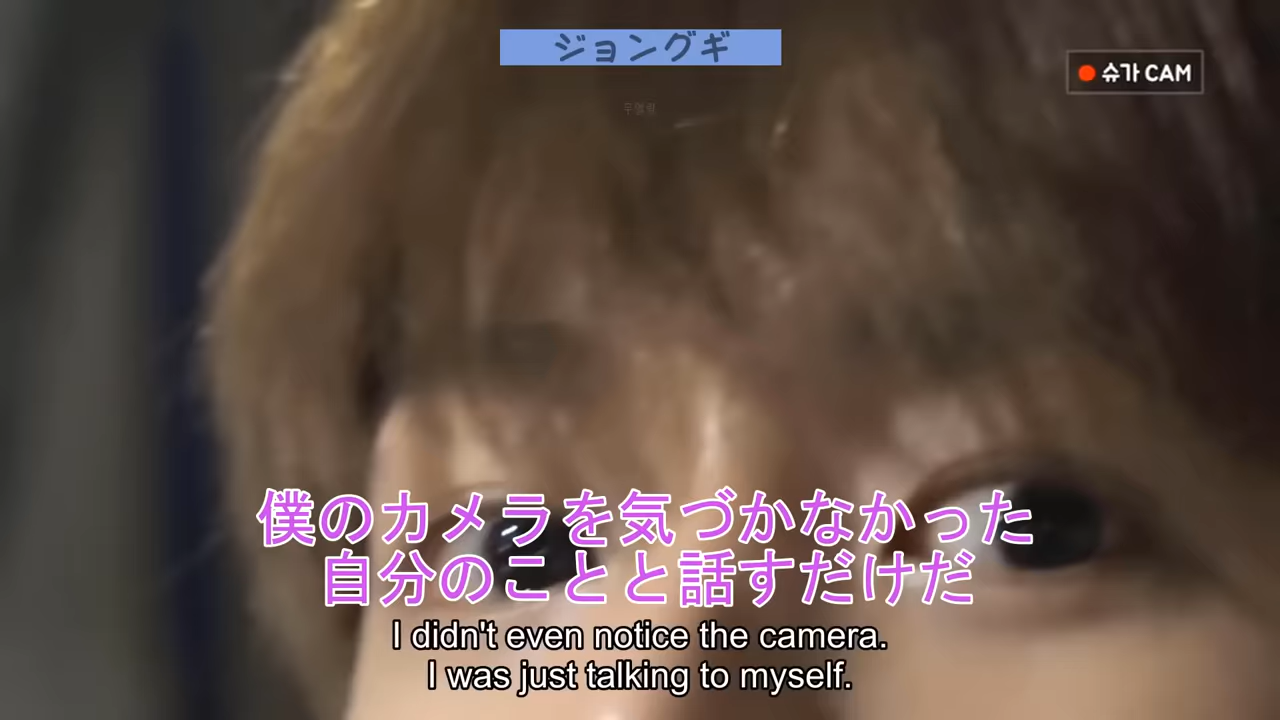 ジョングギ
슈가 CAM
僕のカメラを気づかなかった
自分のことと話すだけだ
I didn't even notice the camera.
I was just talking to myself.